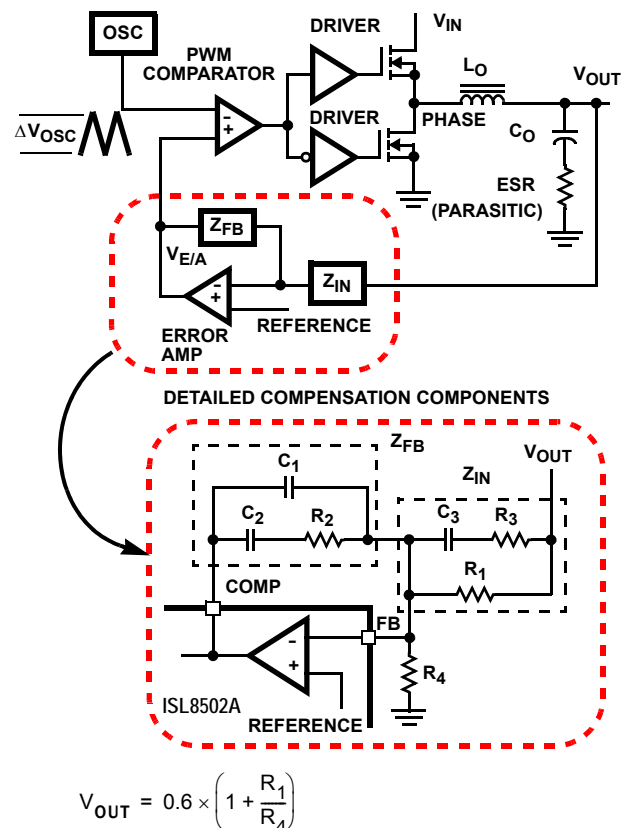 OSC
PWM
COMPARATOR
DRIVER
V_IN
L_O
V_OUT
ΔV_OSC
-
+
DRIVER
PHASE
C_O
ESR
(PARASITIC)
Z_FB
V_E/A
-
+
Z_IN
REFERENCE
ERROR
AMP
DETAILED COMPENSATION COMPONENTS
Z_FB
V_OUT
C_1
Z_IN
C_2
R_2
C_3
R_3
R_1
COMP
FB
-
+
R_4
ISL8502A
REFERENCE
V_OUT = 0.6 × (1 + R_1/R_4)